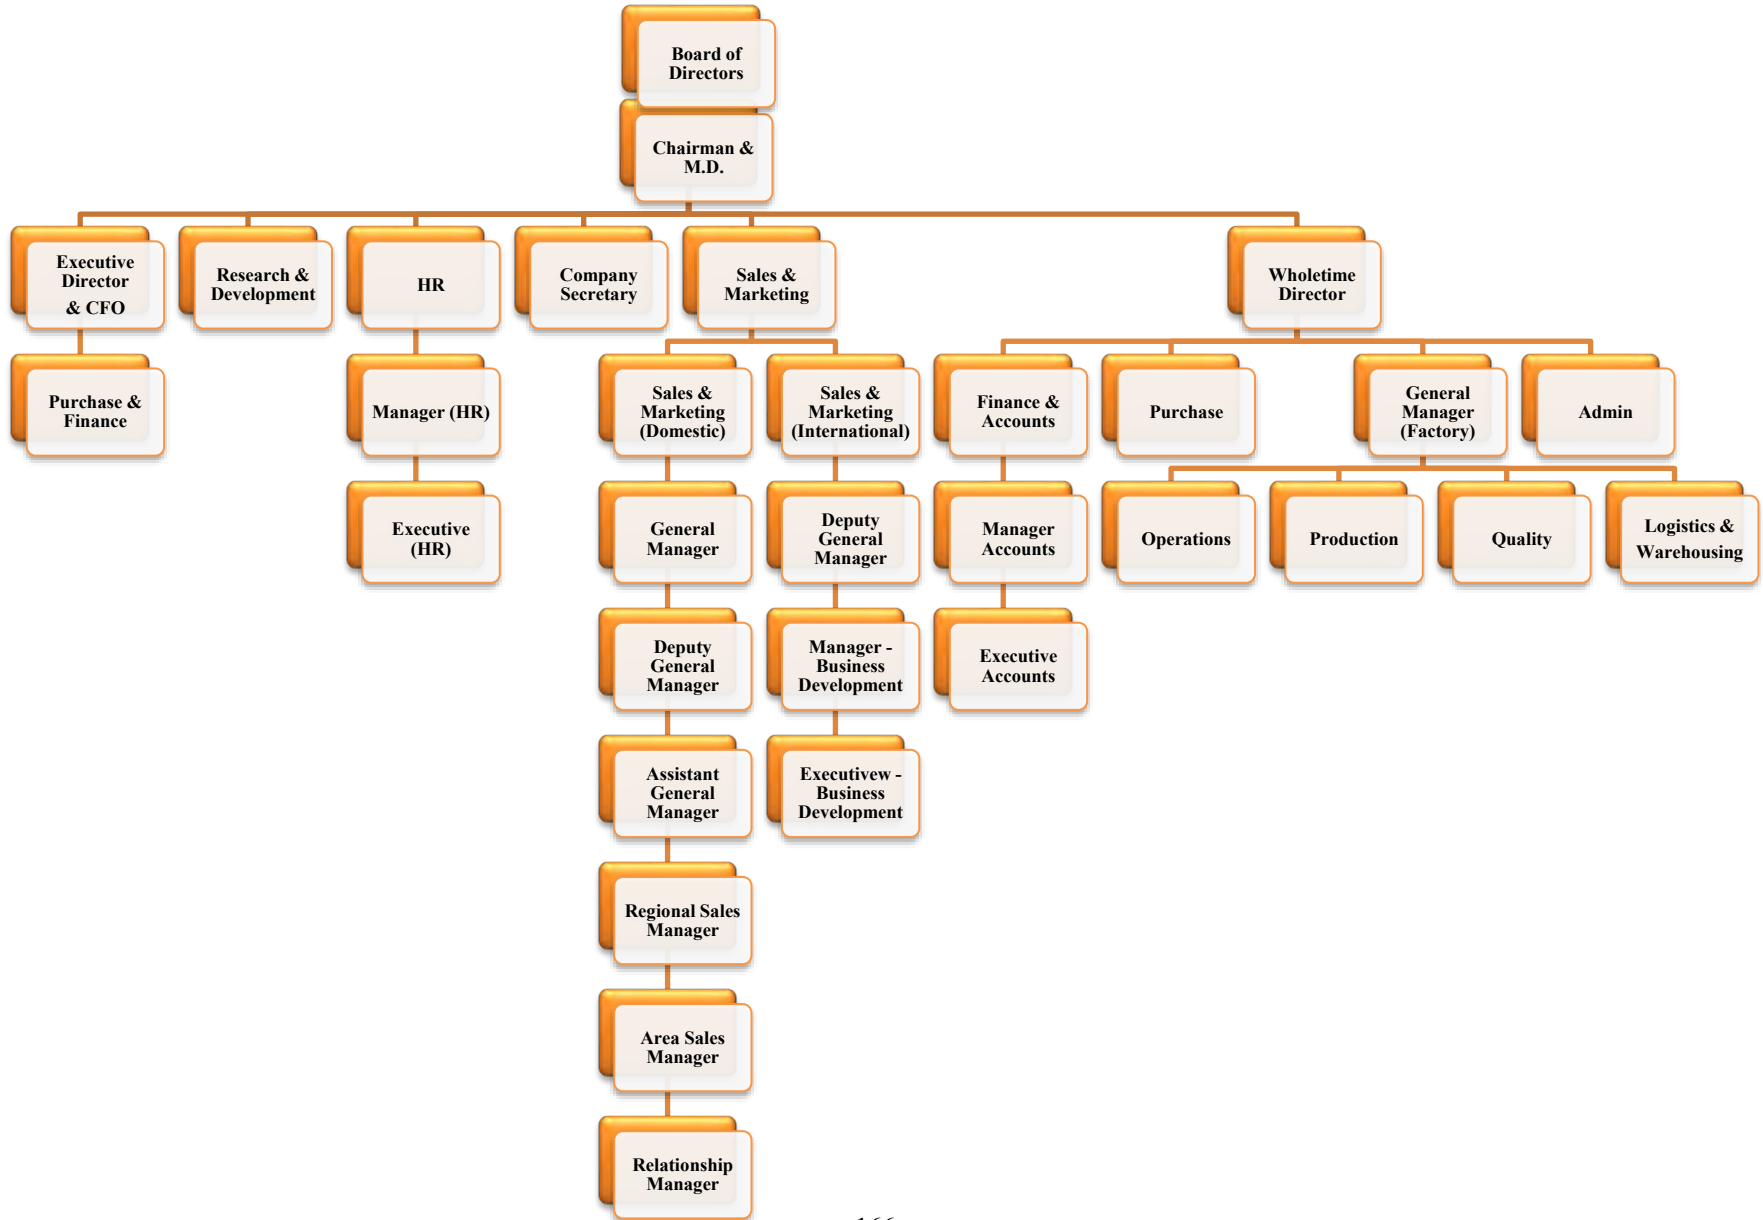 Board of
Directors
Chairman &
M.D.
Executive
Director
& CFO
Research &
Development
HR
Company
Secretary
Sales &
Marketing
Wholetime
Director
Purchase &
Finance
Manager (HR)
Sales &
Marketing
(Domestic)
Sales &
Marketing
(International)
Finance &
Accounts
Purchase
General
Manager
(Factory)
Admin
Executive
(HR)
General
Manager
Deputy
General
Manager
Manager
Accounts
Operations
Production
Quality
Logistics &
Warehousing
Deputy
General
Manager
Manager -
Business
Development
Executive
Accounts
Assistant
General
Manager
Executivew -
Business
Development
Regional Sales
Manager
Area Sales
Manager
Relationship
Manager